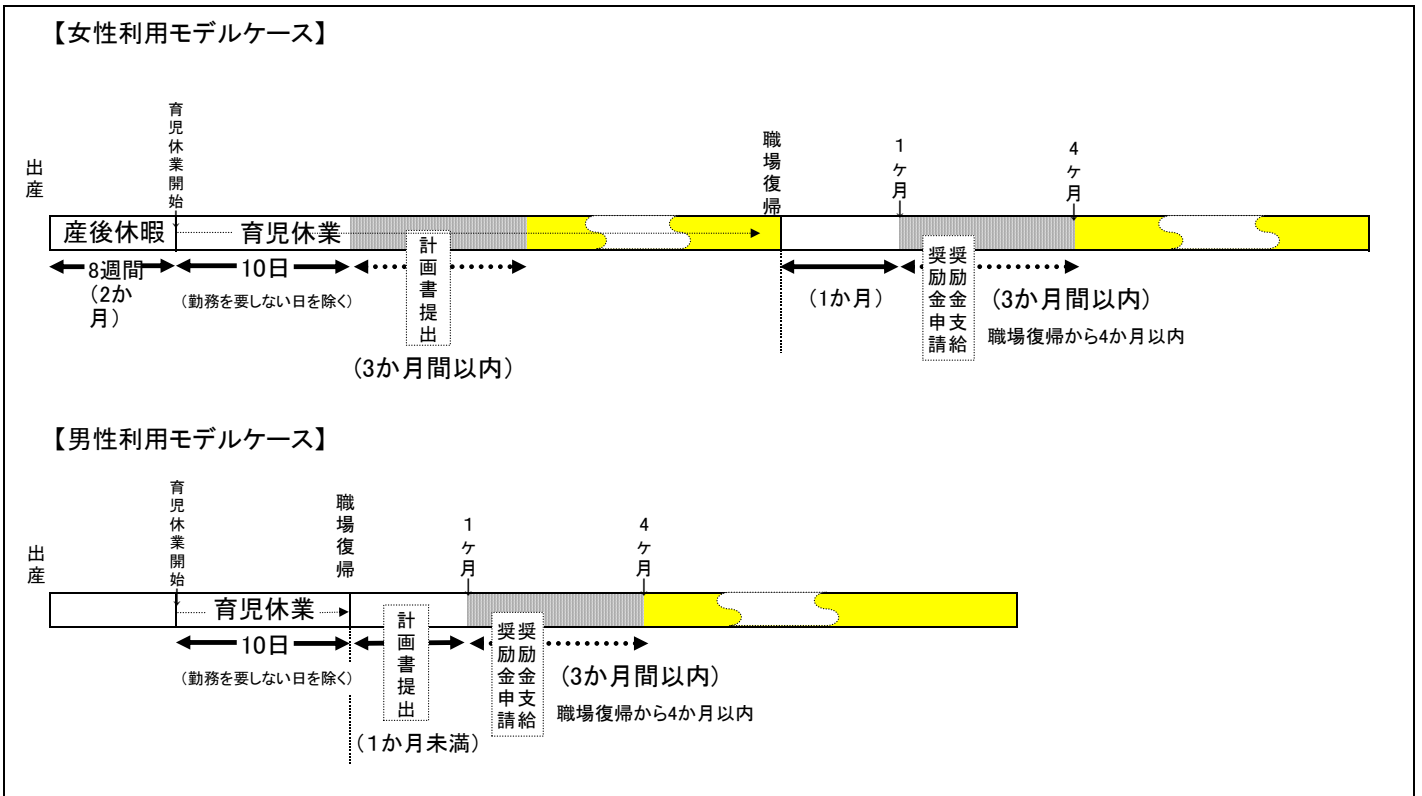 【女性利用モデルケース】
出産
育児休業開始
職場復帰
1ヶ月
4ヶ月
産後休暇
育児休業
8週間
（2か
月）
10日
（勤務を要しない日を除く）
計画書提出
（3か月間以内）
（1か月）
奨励金支給
奨励金申請
（3か月間以内）
職場復帰から4か月以内
【男性利用モデルケース】
出産
育児休業開始
職場復帰
1ヶ月
4ヶ月
育児休業
10日
（勤務を要しない日を除く）
計画書提出
（1か月未満）
奨励金支給
奨励金申請
（3か月間以内）
職場復帰から4か月以内